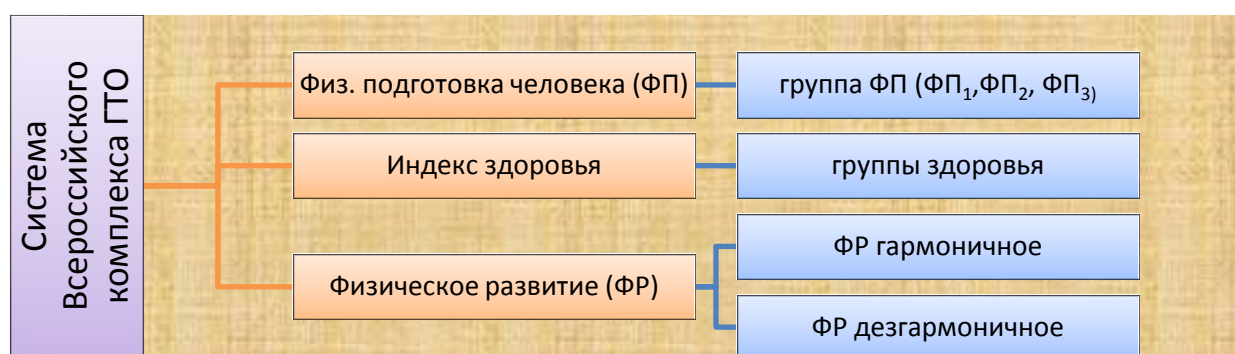 Система
Всероссийского
комплекса ГТО
Физ. подготовка человека (ФП)
группа ФП (ФП₁,ФП₂, ФП₃)
Индекс здоровья
группы здоровья
Физическое развитие (ФР)
ФР гармоничное
ФР дезгармоничное